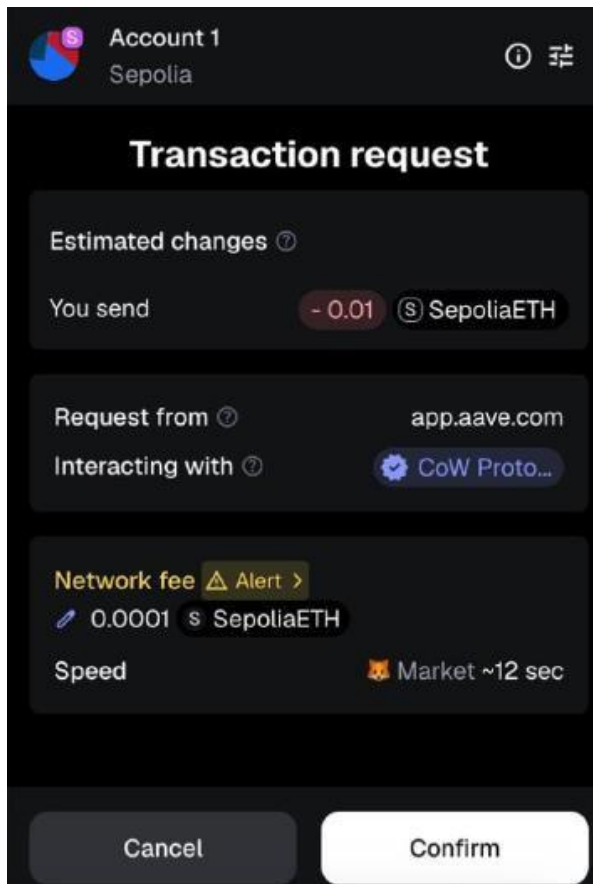 Account 1
Sepolia
Transaction request
Estimated changes
You send - 0.01 SepoliaETH
Request from app.aave.com
Interacting with CoW Proto...
Network fee Alert >
0.0001 SepoliaETH
Speed Market ~12 sec
Cancel Confirm